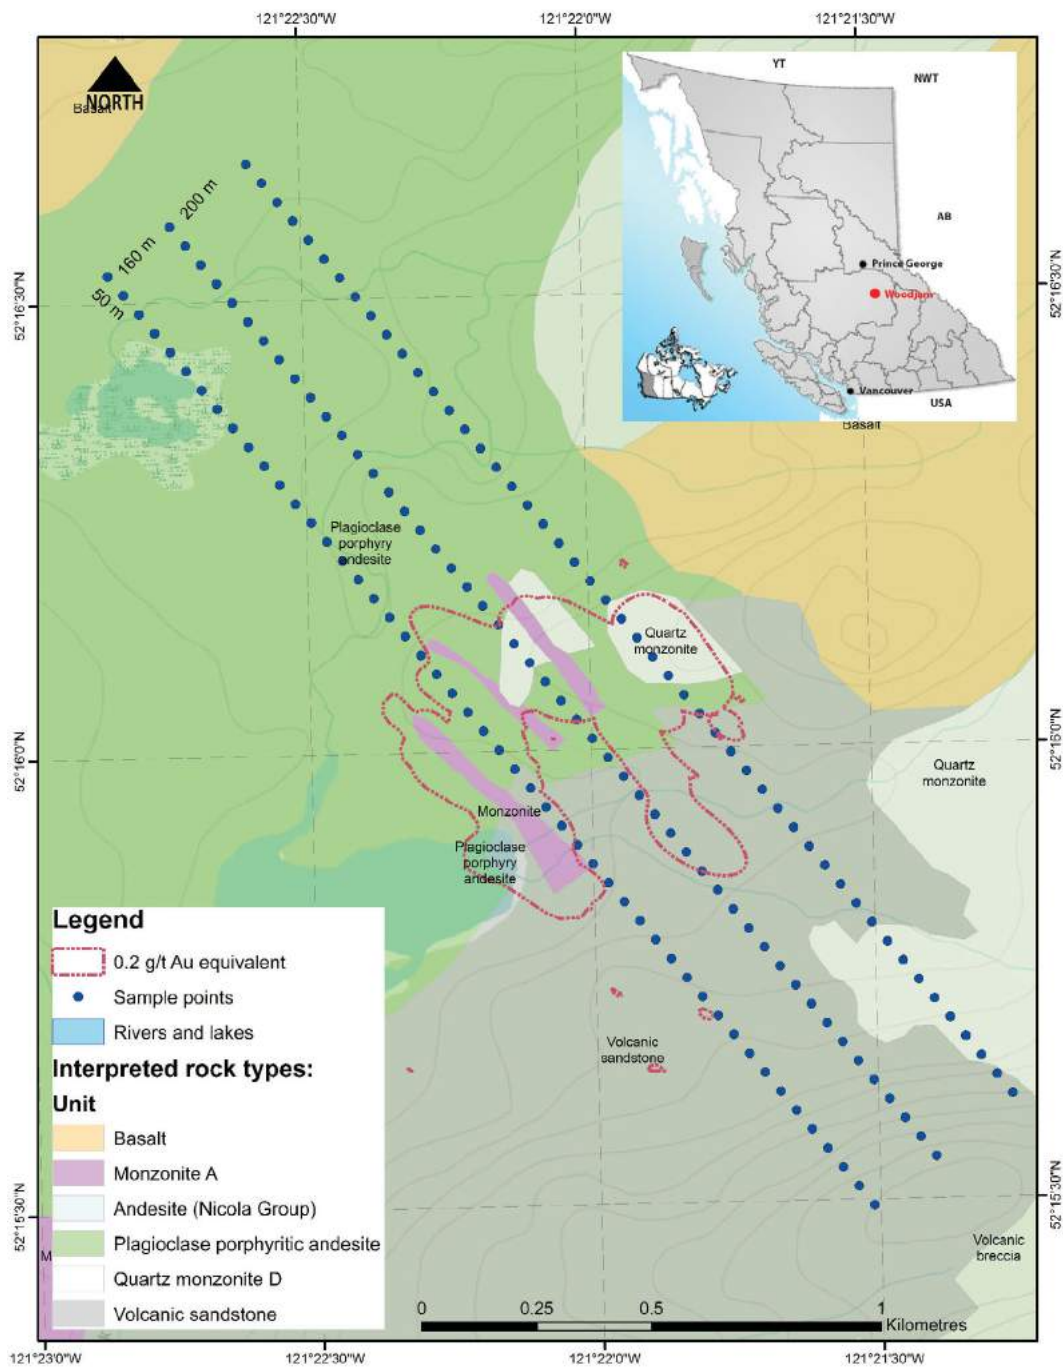 121°22'30"W
121°22'0"W
121°21'30"W
YT
NWT
NORTH
Basalt
200 m
AB
160 m
Prince George
50 m
Woodjam
52°16'30"N
52°16'30"N
Vancouver
USA
Basalt
Plagioclase
porphyry
andesite
Quartz
monzonite
52°16'0"N
52°16'0"N
Quartz
monzonite
Monzonite
Plagioclase
porphyry
andesite
Legend
0.2 g/t Au equivalent
Sample points
Rivers and lakes
Volcanic
sandstone
Interpreted rock types:
Unit
Basalt
Monzonite A
Andesite (Nicola Group)
52°15'30"N
52°15'30"N
Plagioclase porphyritic andesite
Volcanic
breccia
M
Quartz monzonite D
Volcanic sandstone
0
0.25
0.5
1
Kilometres
121°23'0"W
121°22'30"W
121°22'0"W
121°21'30"W